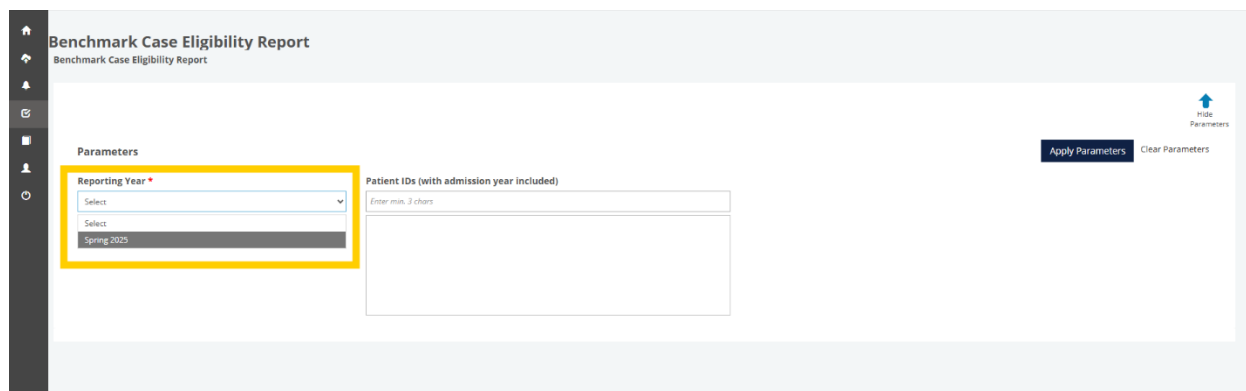 Benchmark Case Eligibility Report
Benchmark Case Eligibility Report
Hide
Parameters
Parameters
Apply Parameters
Clear Parameters
Reporting Year *
Patient IDs (with admission year included)
Select
Enter min. 3 chars
Select
Spring 2025